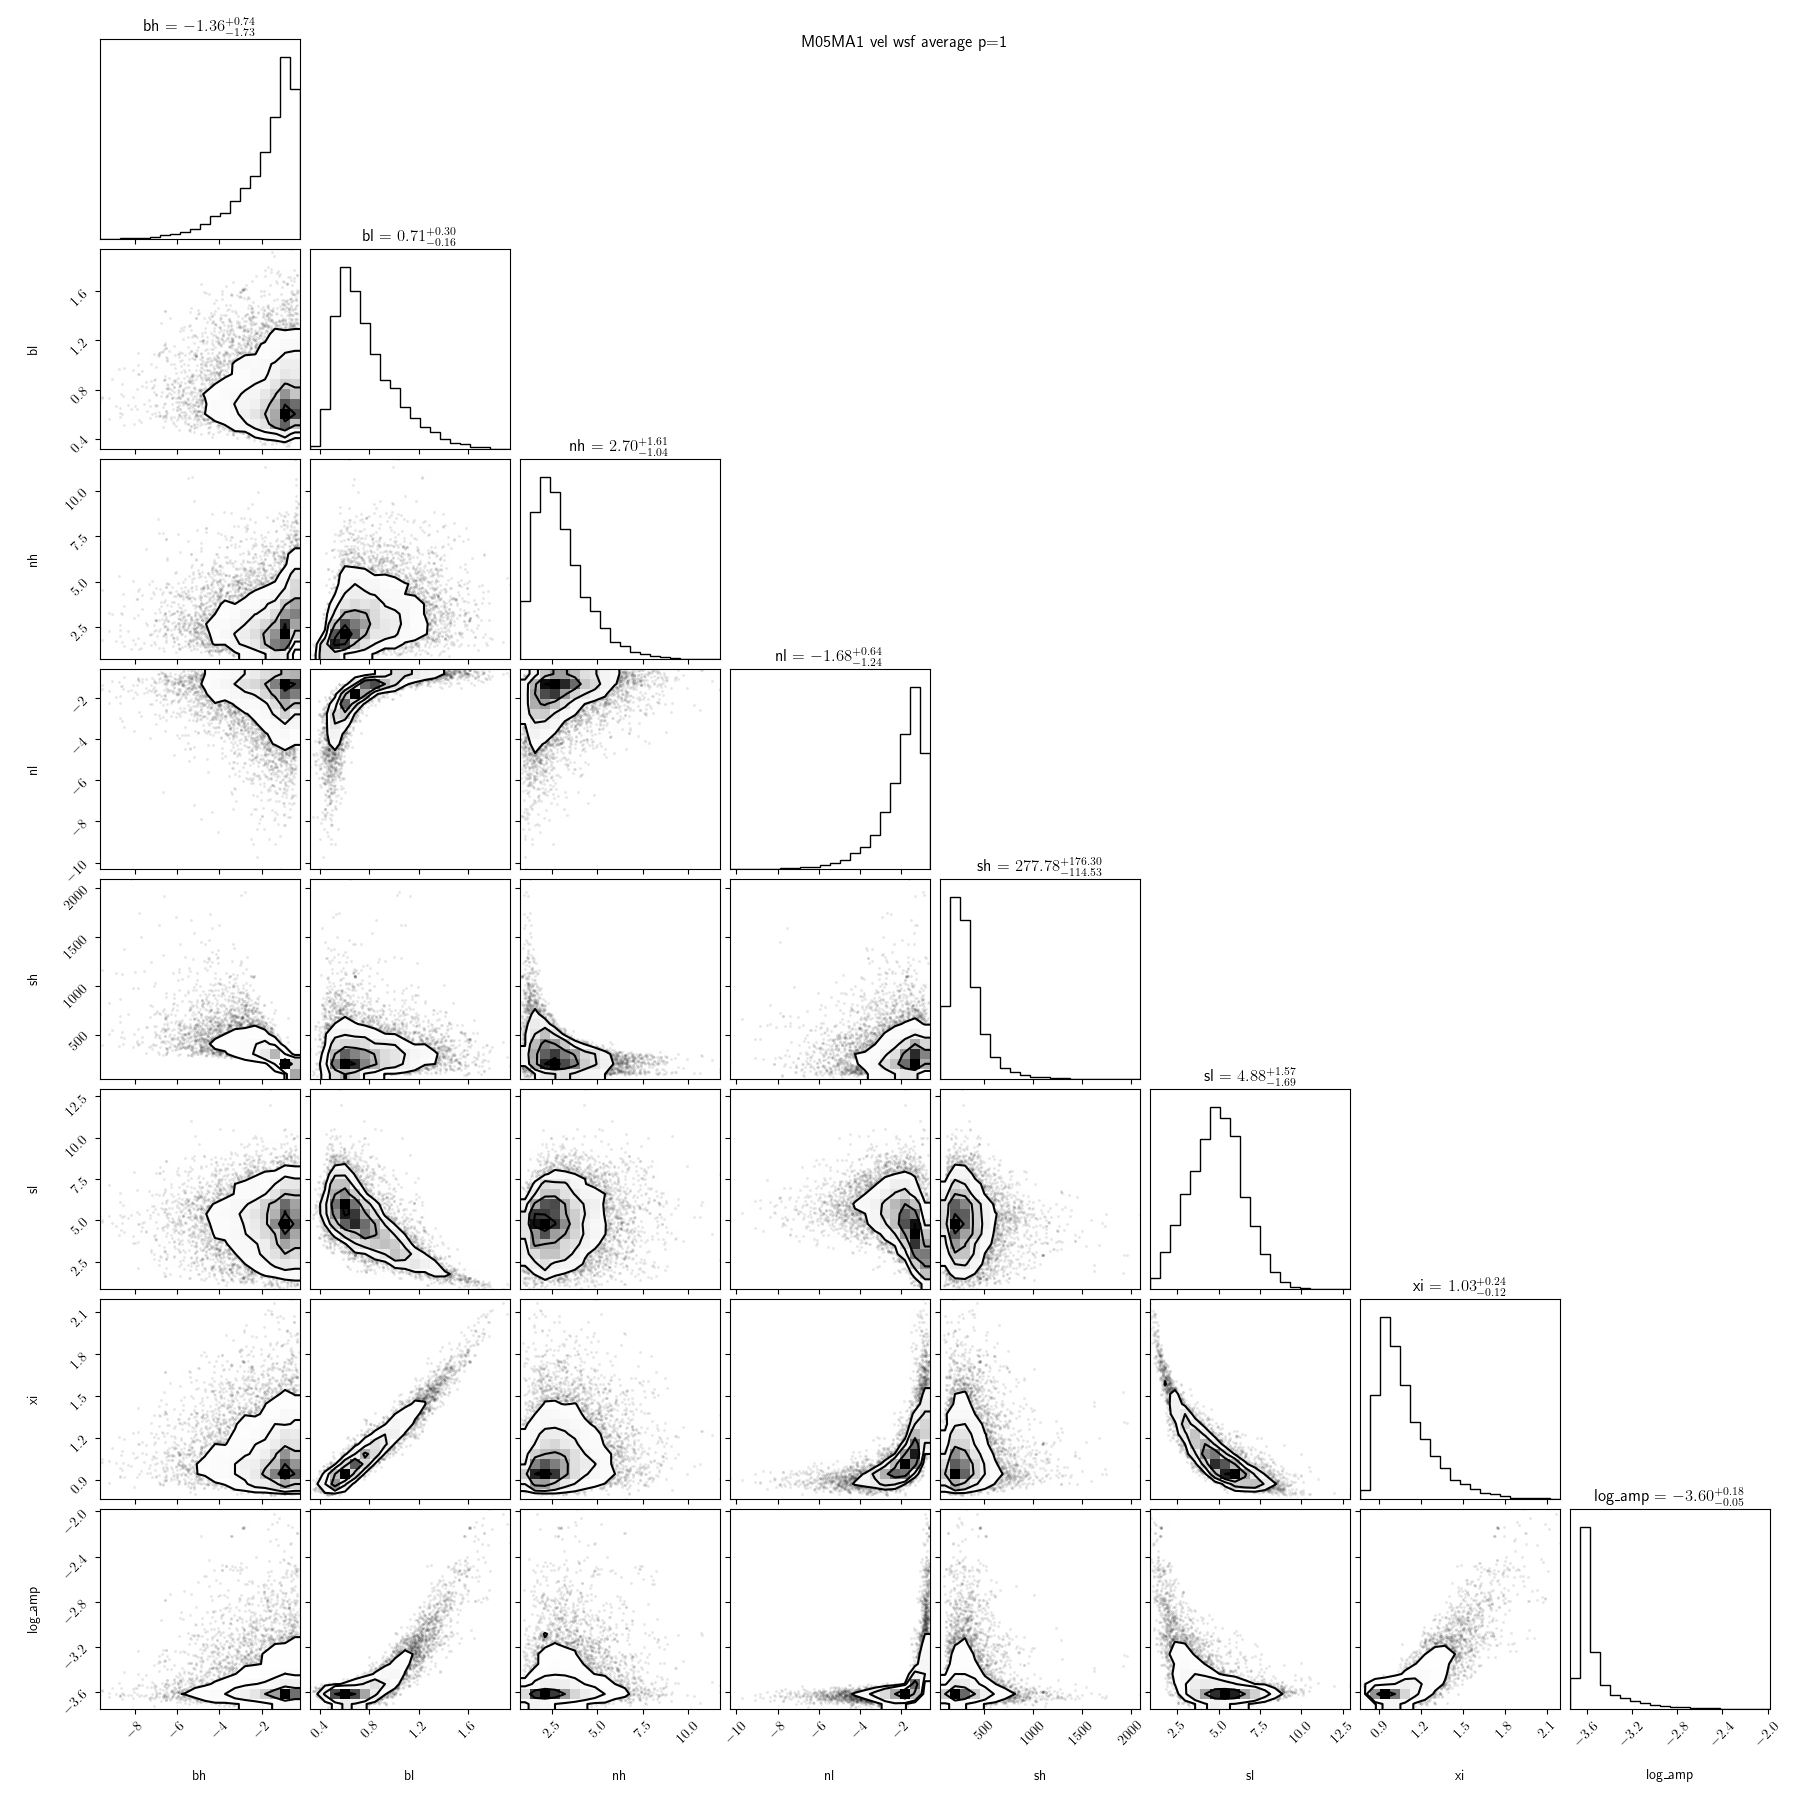 M05MA1 vel wsf average p=1
bh = −1.36 +0.74 −1.73
bl = 0.71 +0.30 −0.16
nh = 2.70 +1.61 −1.04
nl = −1.68 +0.64 −1.24
sh = 277.78 +176.30 −114.53
sl = 4.88 +1.57 −1.69
xi = 1.03 +0.24 −0.12
log_amp = −3.60 +0.18 −0.05
bl
1.6
1.2
0.8
0.4
nh
10.0
7.5
5.0
2.5
nl
−2
−4
−6
−8
−10
sh
2000
1500
1000
500
sl
12.5
10.0
7.5
5.0
2.5
xi
2.1
1.8
1.5
1.2
0.9
log_amp
−2.0
−2.4
−2.8
−3.2
−3.6
−8 −6 −4 −2
0.4 0.8 1.2 1.6
2.5 5.0 7.5 10.0
−10 −8 −6 −4 −2
500 1000 1500 2000
2.5 5.0 7.5 10.0 12.5
0.9 1.2 1.5 1.8 2.1
−3.6 −3.2 −2.8 −2.4 −2.0
bh bl nh nl sh sl xi log_amp